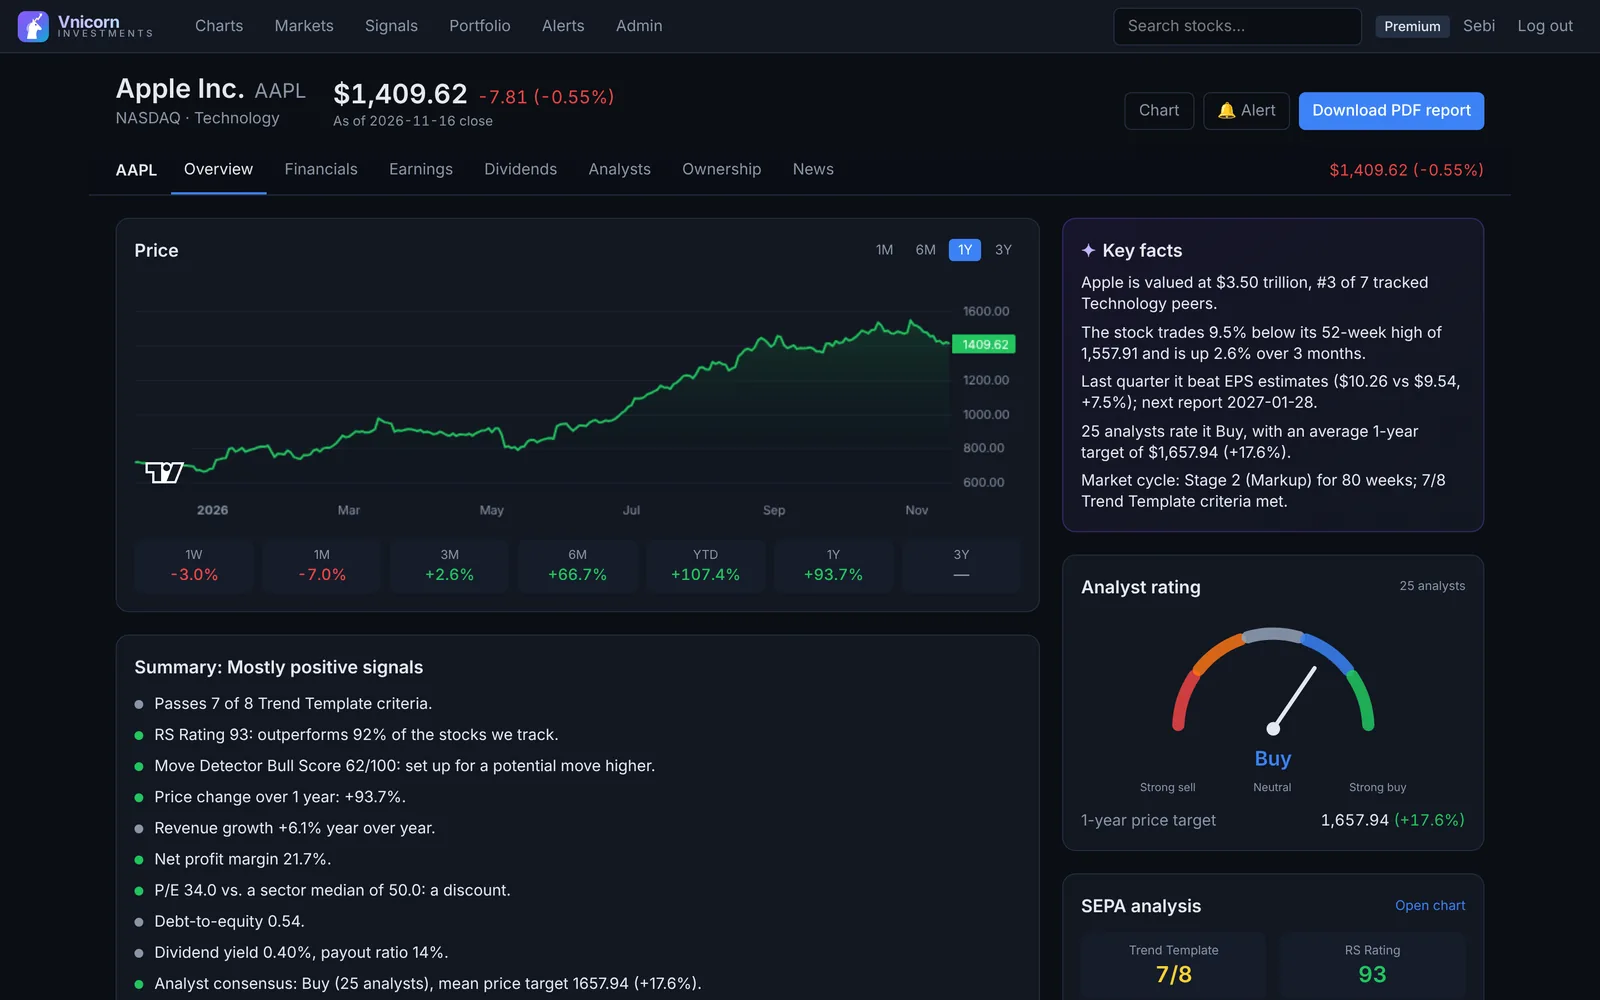 Vnicorn
INVESTMENTS
Charts Markets Signals Portfolio Alerts Admin
Search stocks...
Premium Sebi Log out
Apple Inc. AAPL
NASDAQ · Technology
$1,409.62 -7.81 (-0.55%)
As of 2026-11-16 close
Chart
🔔 Alert
Download PDF report
AAPL Overview Financials Earnings Dividends Analysts Ownership News
$1,409.62 (-0.55%)
Price
1M 6M 1Y 3Y
1600.00
1409.62
1200.00
1000.00
800.00
600.00
2026 Mar May Jul Sep Nov
1W 1M 3M 6M YTD 1Y 3Y
-3.0% -7.0% +2.6% +66.7% +107.4% +93.7% —
Summary: Mostly positive signals
Passes 7 of 8 Trend Template criteria.
RS Rating 93: outperforms 92% of the stocks we track.
Move Detector Bull Score 62/100: set up for a potential move higher.
Price change over 1 year: +93.7%.
Revenue growth +6.1% year over year.
Net profit margin 21.7%.
P/E 34.0 vs. a sector median of 50.0: a discount.
Debt-to-equity 0.54.
Dividend yield 0.40%, payout ratio 14%.
Analyst consensus: Buy (25 analysts), mean price target 1657.94 (+17.6%).
✦ Key facts
Apple is valued at $3.50 trillion, #3 of 7 tracked
Technology peers.
The stock trades 9.5% below its 52-week high of
1,557.91 and is up 2.6% over 3 months.
Last quarter it beat EPS estimates ($10.26 vs $9.54,
+7.5%); next report 2027-01-28.
25 analysts rate it Buy, with an average 1-year
target of $1,657.94 (+17.6%).
Market cycle: Stage 2 (Markup) for 80 weeks; 7/8
Trend Template criteria met.
Analyst rating
25 analysts
Buy
Strong sell Neutral Strong buy
1-year price target 1,657.94 (+17.6%)
SEPA analysis
Open chart
Trend Template RS Rating
7/8 93